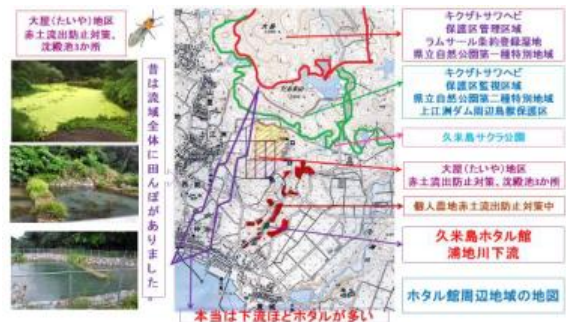 大屋(たいや)地区
赤土流出防止対策、
沈殿池3か所
昔は流域全体に田んぼがありました。
キクザトサワヘビ
保護区管理区域
ラムサール条約登録湿地
県立自然公園第一種特別地域
キクザトサワヘビ
保護区監視区域
県立自然公園第二種特別地域
上江洲ダム周辺鳥獣保護区
久米島サクラ公園
大屋(たいや)地区
赤土流出防止対策、沈殿池3か所
個人農地赤土流出防止対策中
久米島ホタル館
浦地川下流
ホタル館周辺地域の地図
本当は下流ほどホタルが多い